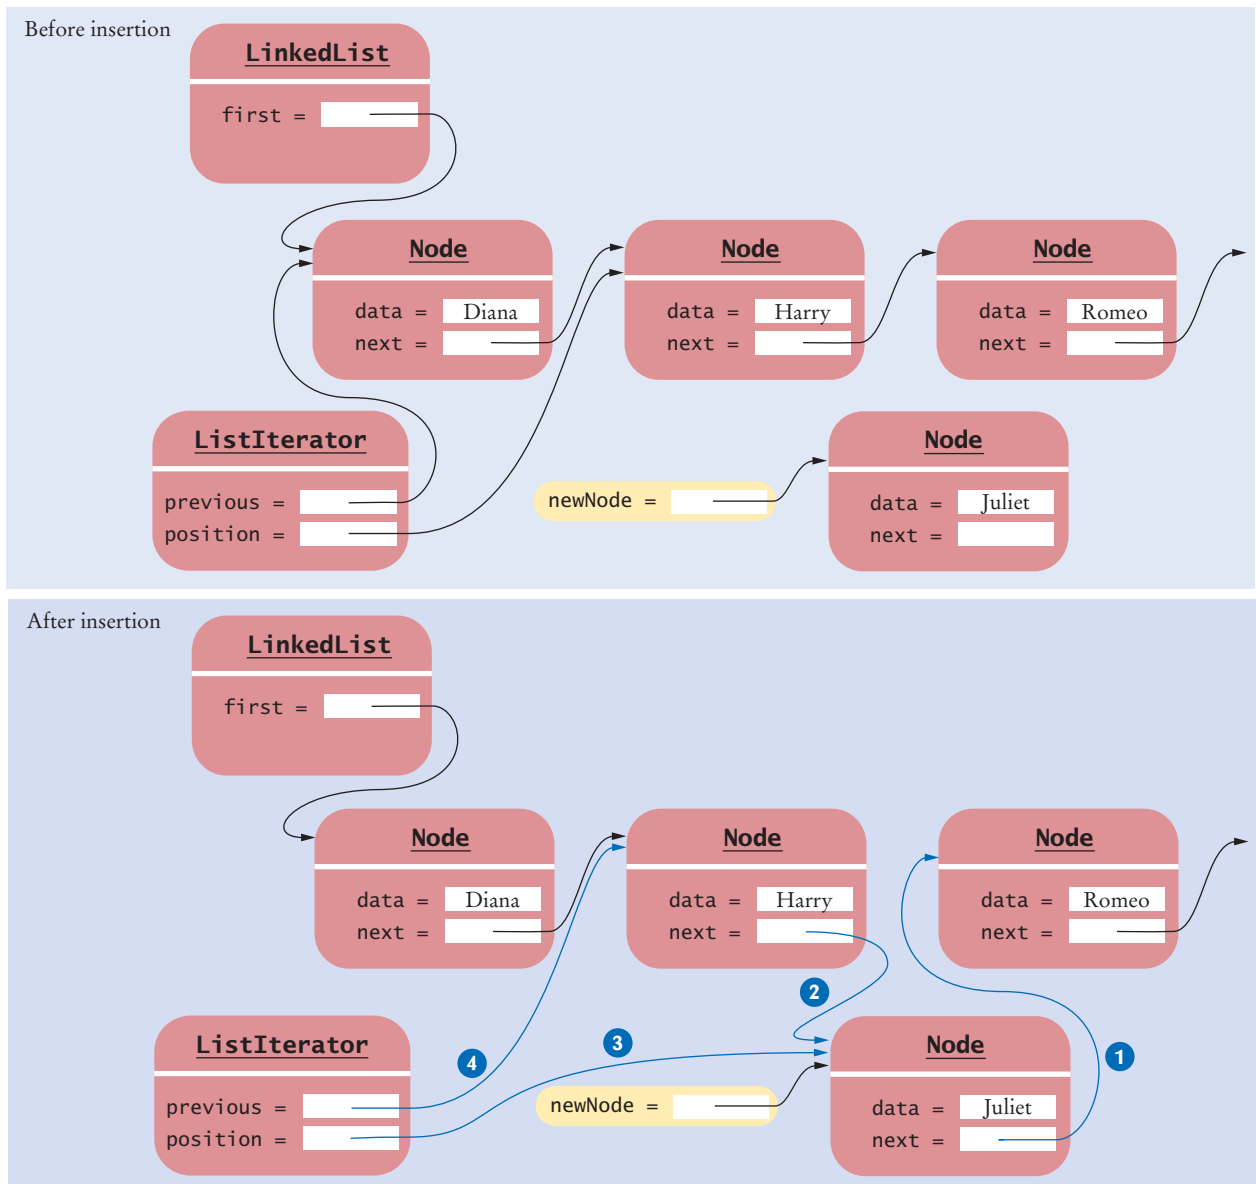 Before insertion
LinkedList
first =
Node
data = Diana
next =
Node
data = Harry
next =
Node
data = Romeo
next =
ListIterator
previous =
position =
newNode =
Node
data = Juliet
next =
After insertion
LinkedList
first =
Node
data = Diana
next =
Node
data = Harry
next =
Node
data = Romeo
next =
2
ListIterator
previous =
position =
4
3
newNode =
Node
data = Juliet
next =
1